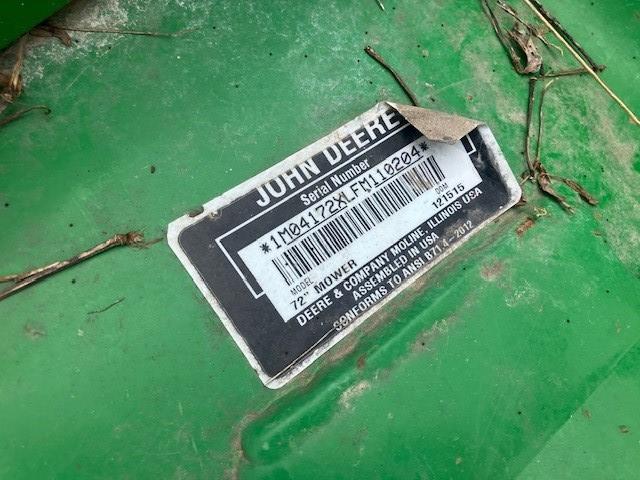 JOHN DEERE
Serial Number
*1M04172XLFM110204*
MODEL
DOM
72" MOWER
121515
DEERE & COMPANY MOLINE, ILLINOIS USA
ASSEMBLED IN USA
CONFORMS TO ANSI B71.4-2012